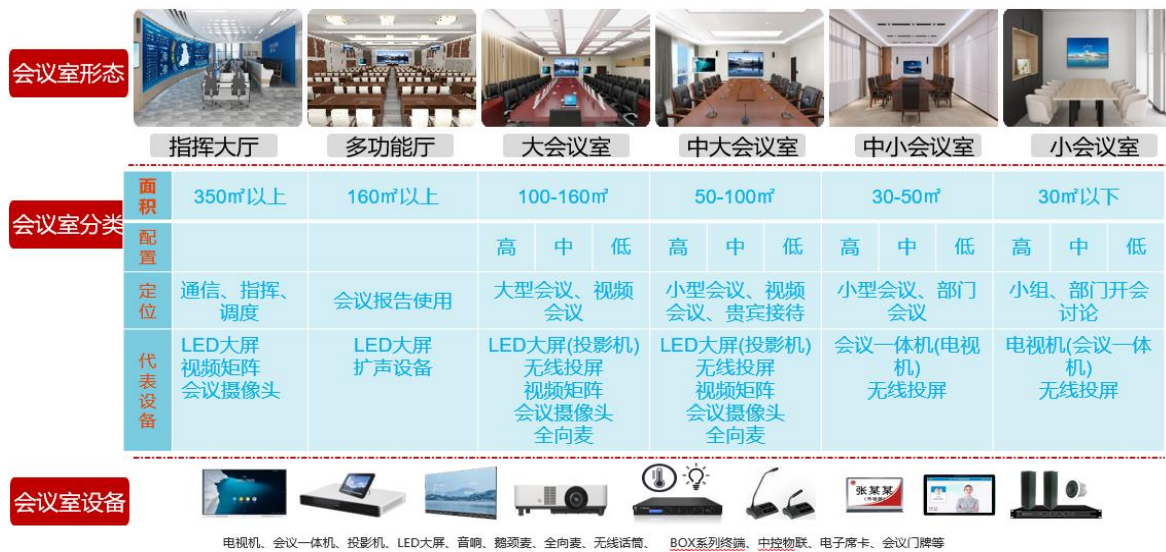 会议室形态
指挥大厅 多功能厅 大会议室 中大会议室 中小会议室 小会议室
会议室分类
面积 350㎡以上 160㎡以上 100-160㎡ 50-100㎡ 30-50㎡ 30㎡以下
配置 高 中 低 高 中 低 高 中 低 高 中 低
定位
通信、指挥、
调度
会议报告使用
大型会议、视频
会议
小型会议、视频
会议、贵宾接待
小型会议、部门
会议
小组、部门开会
讨论
代表设备
LED大屏
视频矩阵
会议摄像头
LED大屏
扩声设备
LED大屏(投影机)
无线投屏
视频矩阵
会议摄像头
全向麦
LED大屏(投影机)
无线投屏
视频矩阵
会议摄像头
全向麦
会议一体机(电视
机)
无线投屏
电视机(会议一体
机)
无线投屏
会议室设备
张某某
电视机、会议一体机、投影机、LED大屏、音响、鹅颈麦、全向麦、无线话筒、 BOX系列终端、中控物联、电子席卡、会议门牌等